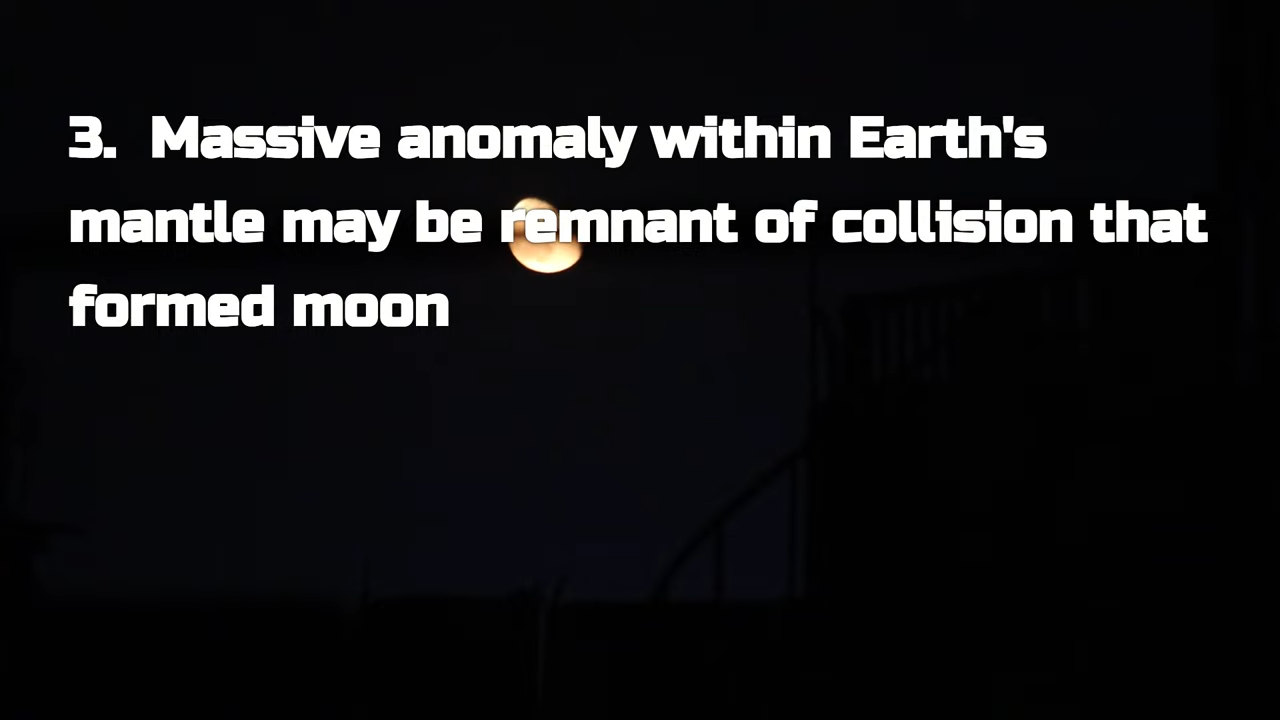 3. Massive anomaly within Earth's
mantle may be remnant of collision that
formed moon